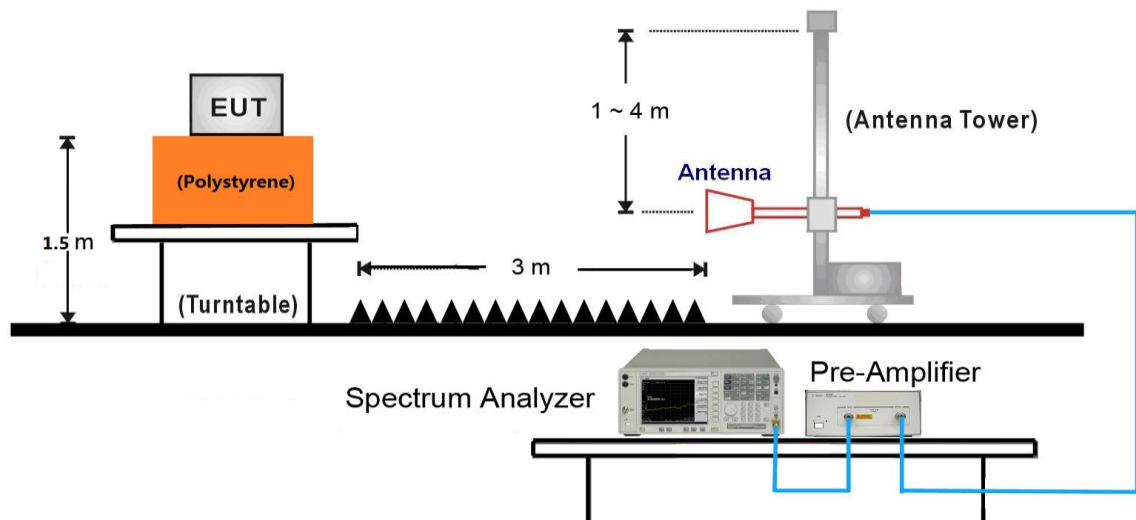 EUT
(Polystyrene)
1.5 m
(Turntable)
3 m
1 ~ 4 m
Antenna
(Antenna Tower)
Spectrum Analyzer
Pre-Amplifier